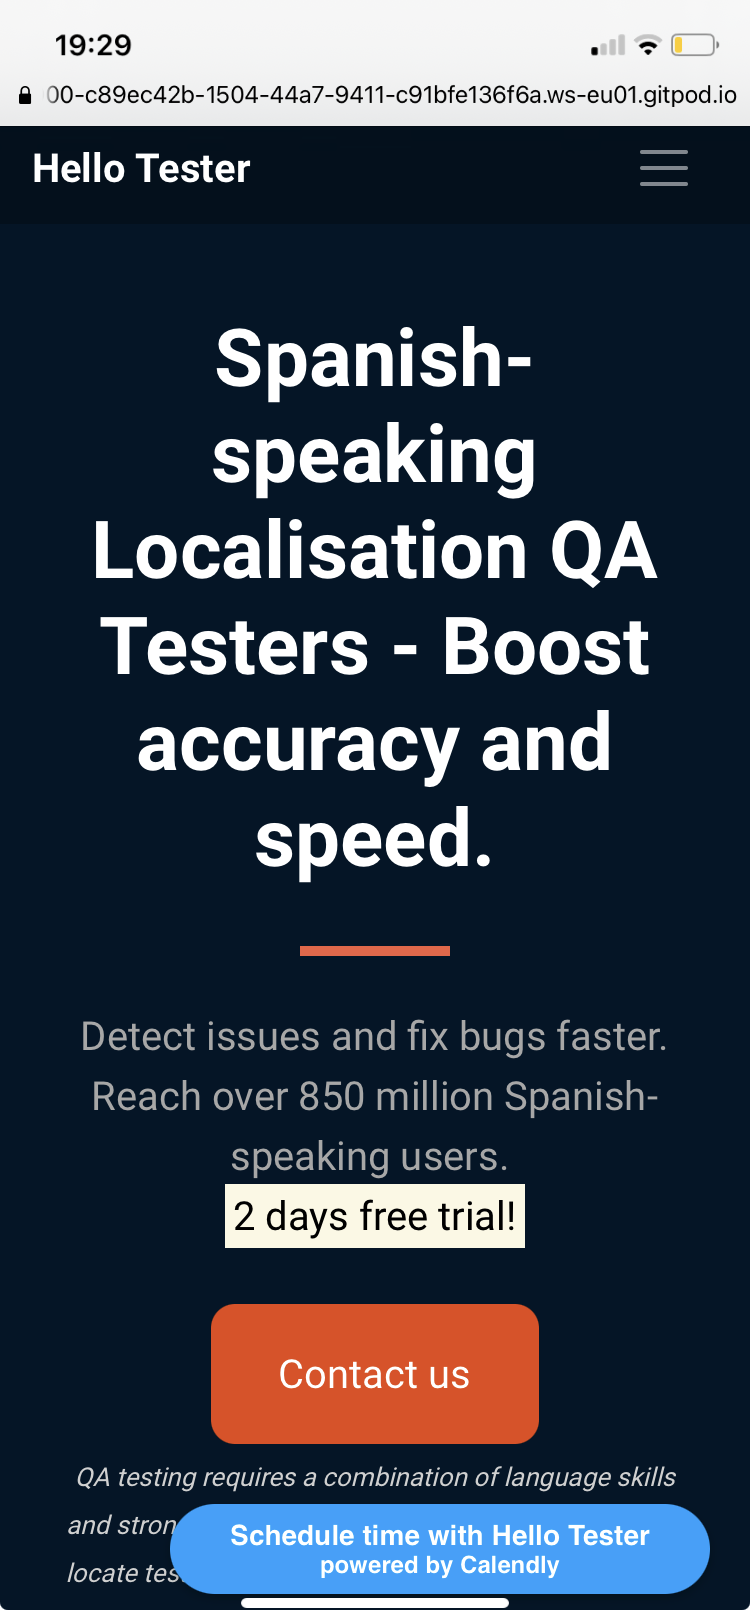 19:29
00-c89ec42b-1504-44a7-9411-c91bfe136f6a.ws-eu01.gitpod.io
Hello Tester
Spanish-
speaking
Localisation QA
Testers - Boost
accuracy and
speed.
Detect issues and fix bugs faster.
Reach over 850 million Spanish-
speaking users.
2 days free trial!
Contact us
QA testing requires a combination of language skills
and stron
locate tes
Schedule time with Hello Tester
powered by Calendly